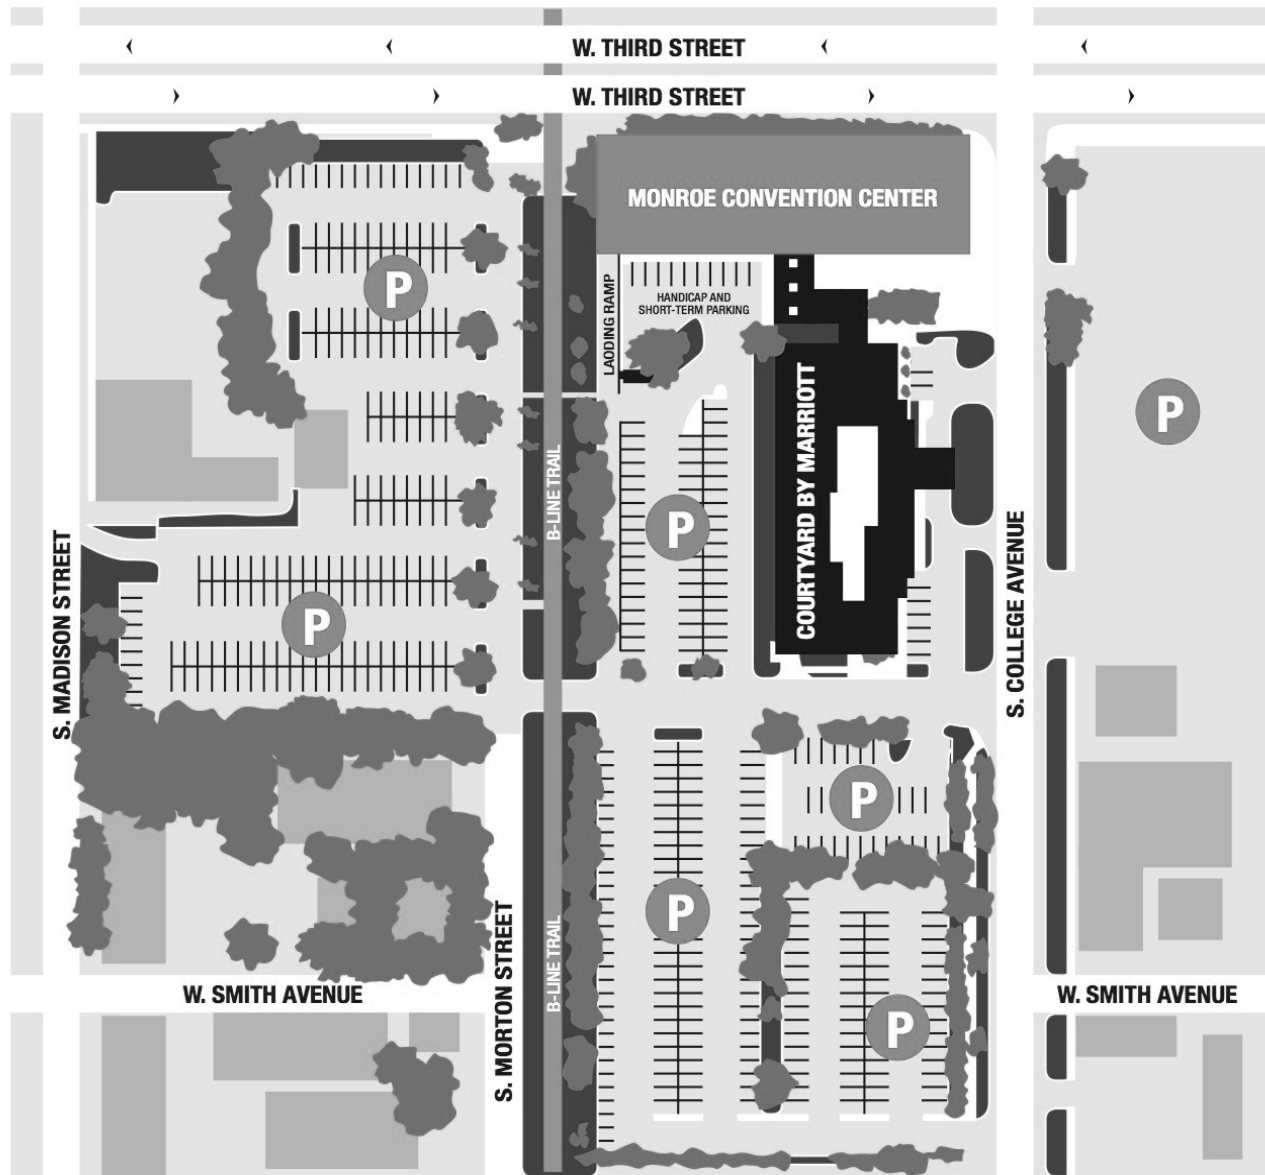 W. THIRD STREET
W. THIRD STREET
MONROE CONVENTION CENTER
LAODING RAMP
HANDICAP AND
SHORT-TERM PARKING
P
P
P
P
P
P
P
P
COURTYARD BY MARRIOTT
B-LINE TRAIL
B-LINE TRAIL
S. MADISON STREET
S. COLLEGE AVENUE
S. MORTON STREET
W. SMITH AVENUE
W. SMITH AVENUE